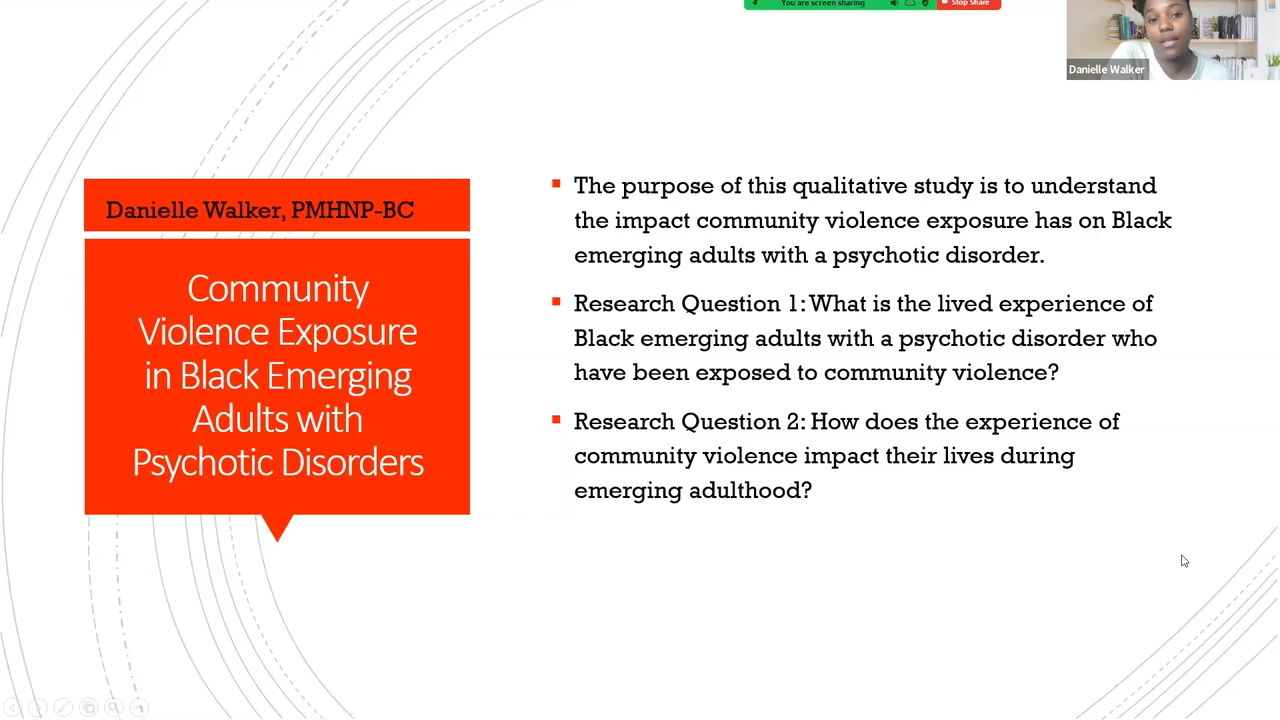 You are screen sharing
Stop Share
Danielle Walker
Danielle Walker, PMHNP-BC
Community
Violence Exposure
in Black Emerging
Adults with
Psychotic Disorders
The purpose of this qualitative study is to understand
the impact community violence exposure has on Black
emerging adults with a psychotic disorder.
Research Question 1: What is the lived experience of
Black emerging adults with a psychotic disorder who
have been exposed to community violence?
Research Question 2: How does the experience of
community violence impact their lives during
emerging adulthood?